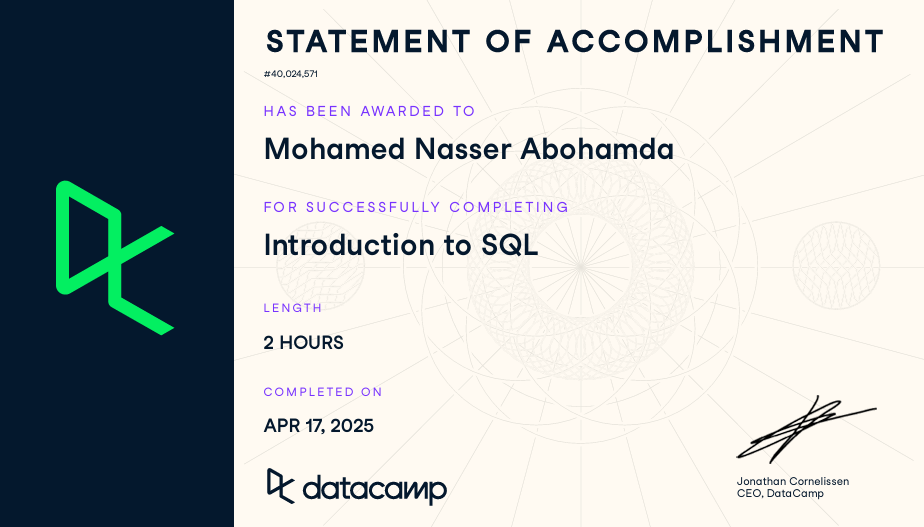 STATEMENT OF ACCOMPLISHMENT
#40,024,571
HAS BEEN AWARDED TO
Mohamed Nasser Abohamda
FOR SUCCESSFULLY COMPLETING
Introduction to SQL
LENGTH
2 HOURS
COMPLETED ON
APR 17, 2025
datacamp
Jonathan Cornelissen
CEO, DataCamp